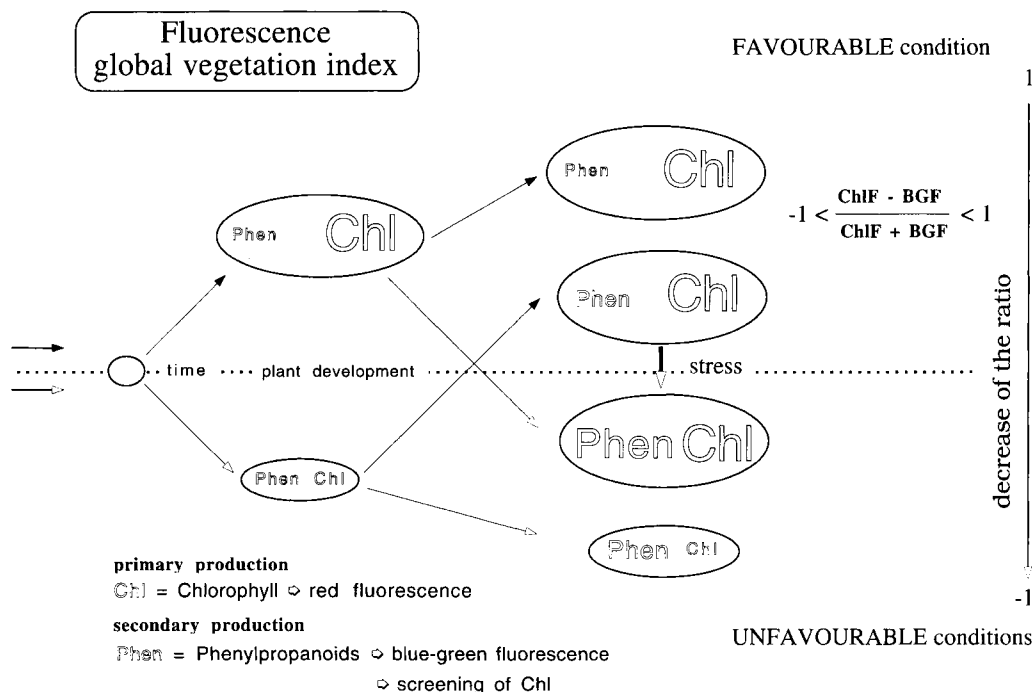 Fluorescence
global vegetation index
FAVOURABLE condition
1
Phen Chl
Phen Chl
-1 < ChlF - BGF / ChlF + BGF < 1
Phen Chl
decrease of the ratio
time plant development
stress
Phen Chl
Phen Chl
Phen Chl
primary production
Chl = Chlorophyll ⇨ red fluorescence
-1
secondary production
UNFAVOURABLE conditions
Phen = Phenylpropanoids ⇨ blue-green fluorescence
⇨ screening of Chl